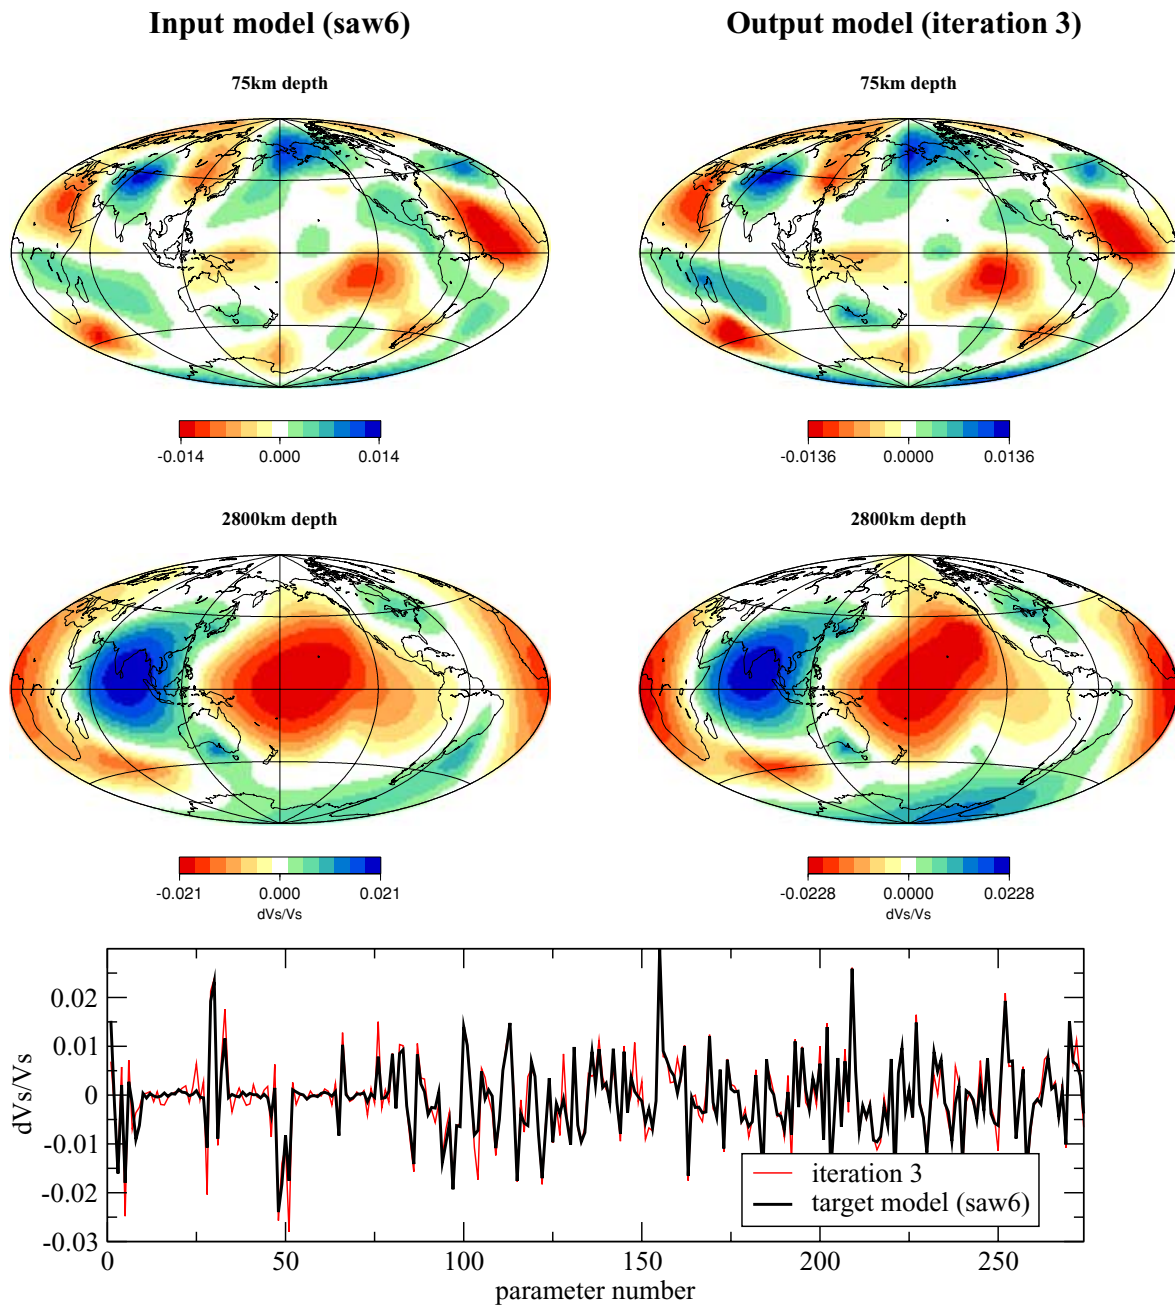 Input model (saw6) Output model (iteration 3)
75km depth 75km depth
-0.014 0.000 0.014 -0.0136 0.0000 0.0136
2800km depth 2800km depth
-0.021 0.000 0.021 -0.0228 0.0000 0.0228
dVs/Vs dVs/Vs
0.02
0.01
0
-0.01
-0.02
-0.03
dVs/Vs
iteration 3
target model (saw6)
0 50 100 150 200 250
parameter number